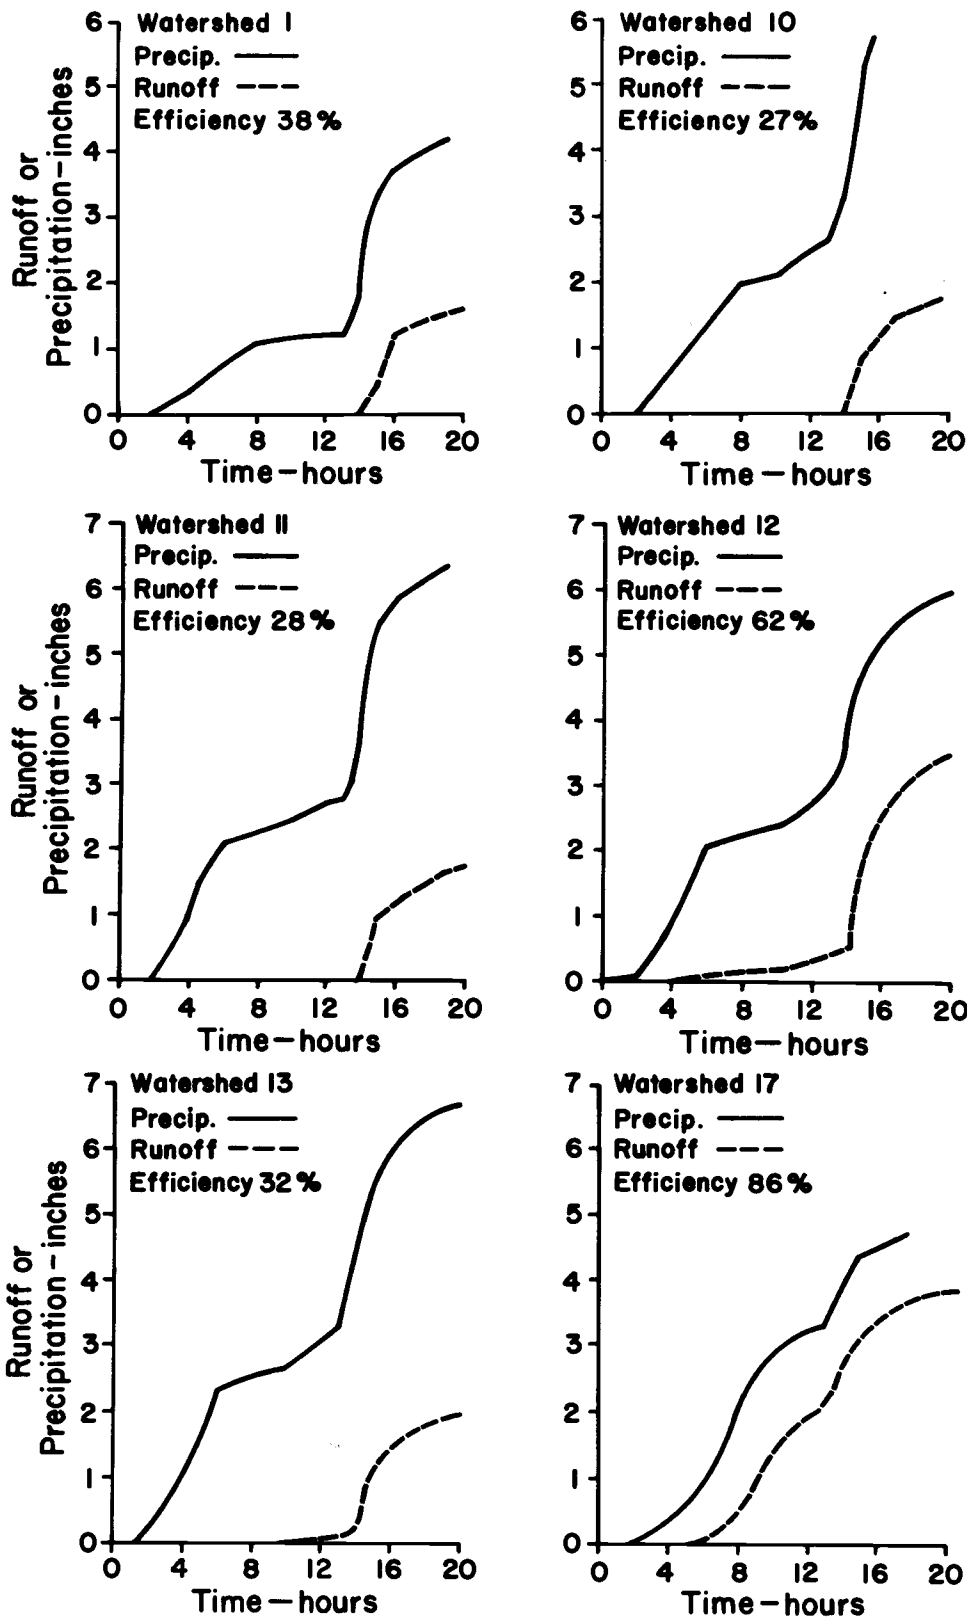 Watershed 1
Precip.
Runoff
Efficiency 38%
6
5
4
3
2
1
0
Runoff or
Precipitation-inches
0 4 8 12 16 20
Time-hours
Watershed 10
Precip.
Runoff
Efficiency 27%
6
5
4
3
2
1
0
0 4 8 12 16 20
Time-hours
Watershed 11
Precip.
Runoff
Efficiency 28%
7
6
5
4
3
2
1
0
Runoff or
Precipitation-inches
0 4 8 12 16 20
Time-hours
Watershed 12
Precip.
Runoff
Efficiency 62%
7
6
5
4
3
2
1
0
0 4 8 12 16 20
Time-hours
Watershed 13
Precip.
Runoff
Efficiency 32%
7
6
5
4
3
2
1
0
Runoff or
Precipitation-inches
0 4 8 12 16 20
Time-hours
Watershed 17
Precip.
Runoff
Efficiency 86%
7
6
5
4
3
2
1
0
0 4 8 12 16 20
Time-hours